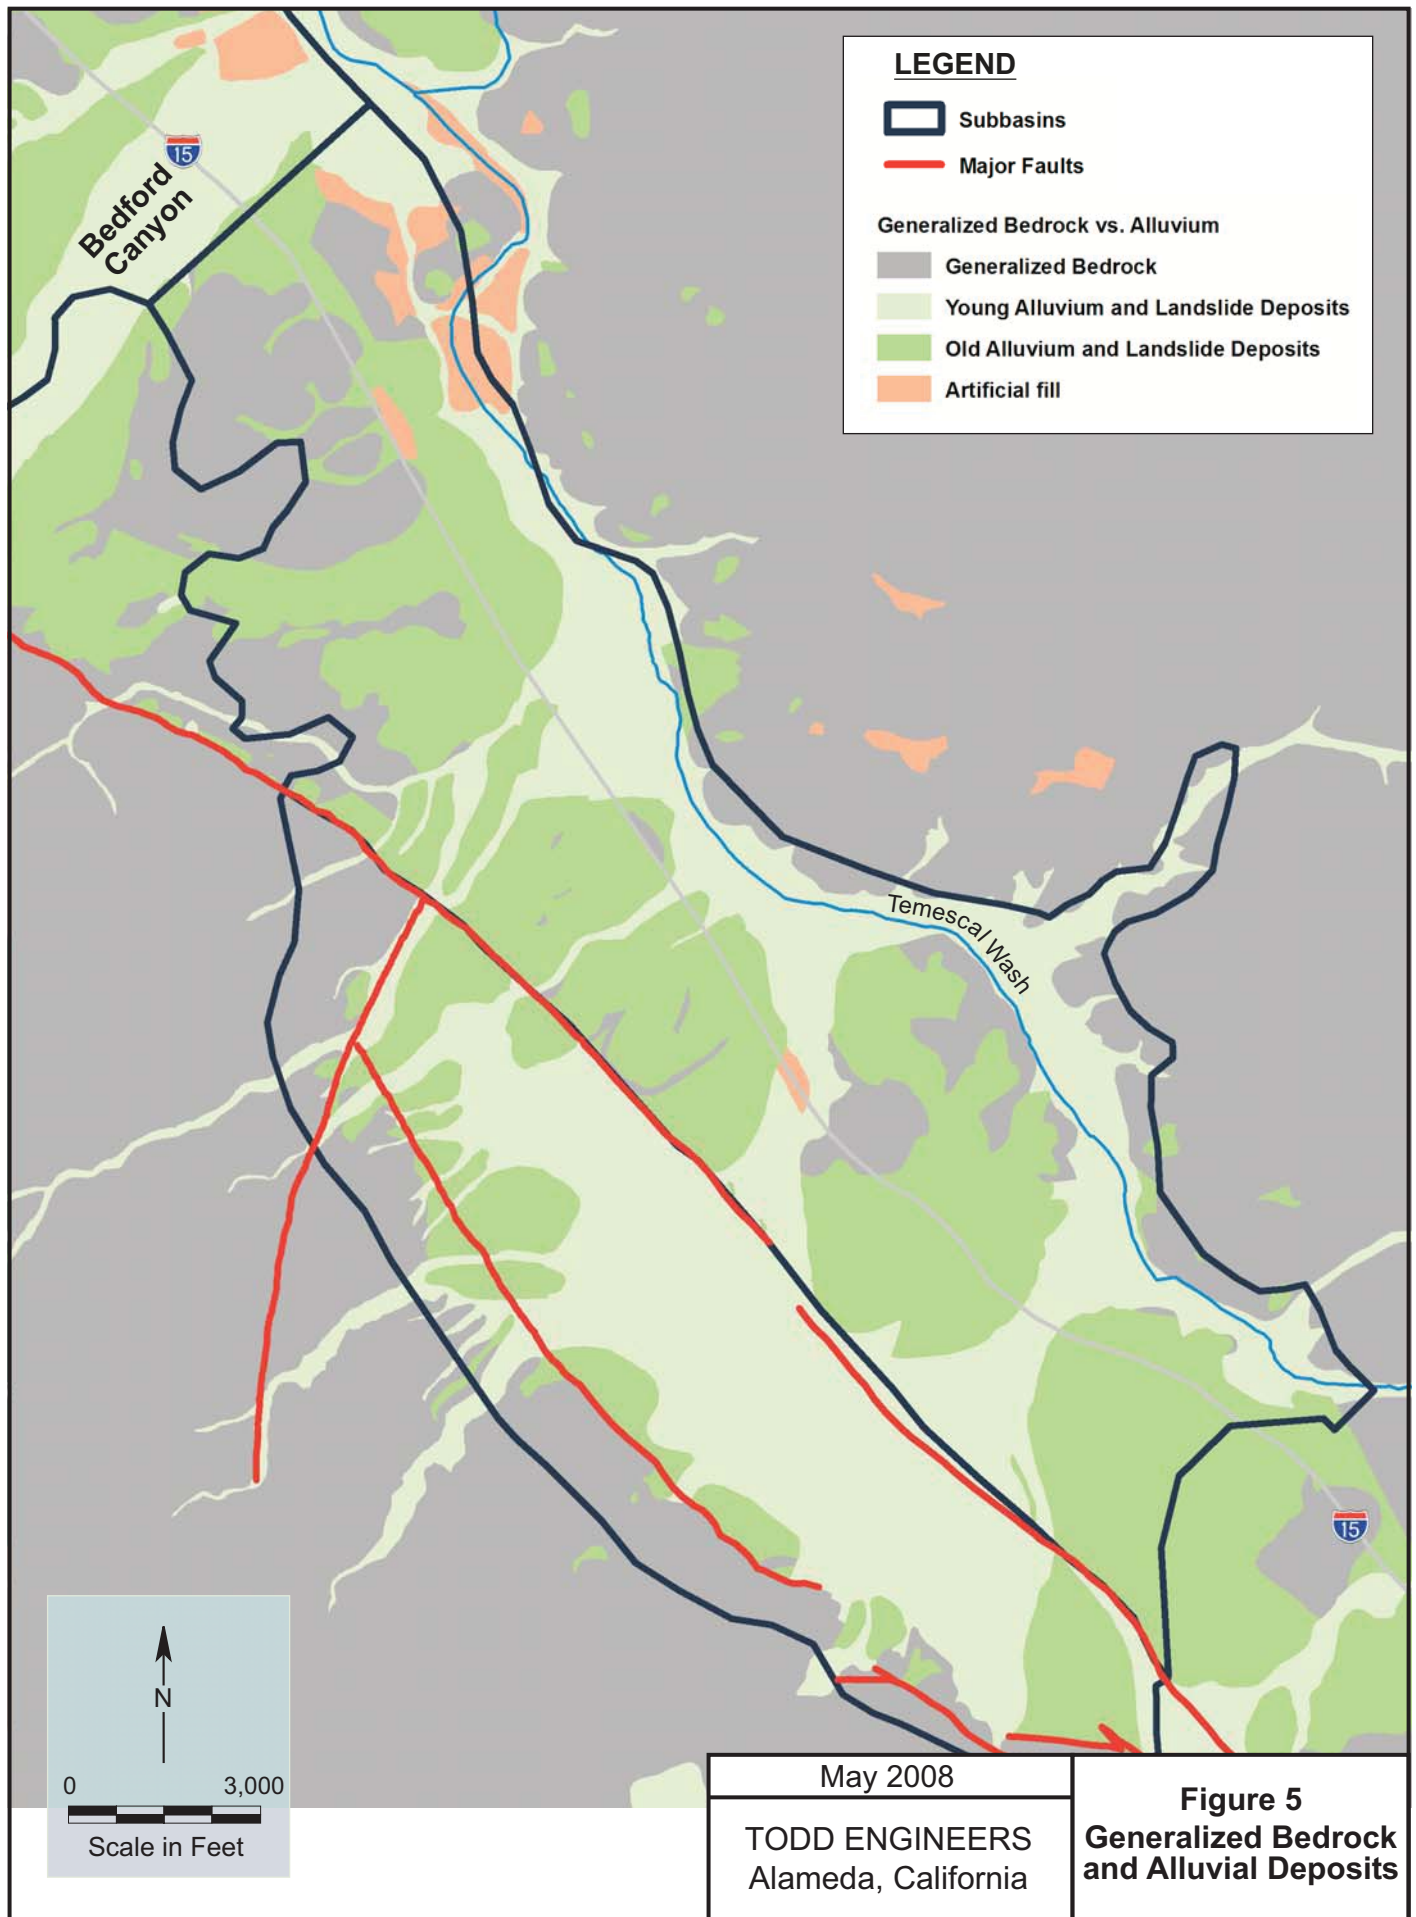 LEGEND
Subbasins
Major Faults
Generalized Bedrock vs. Alluvium
Generalized Bedrock
Young Alluvium and Landslide Deposits
Old Alluvium and Landslide Deposits
Artificial fill
15
Bedford
Canyon
Temescal Wash
15
N
0 3,000
Scale in Feet
May 2008
TODD ENGINEERS
Alameda, California
Figure 5
Generalized Bedrock
and Alluvial Deposits